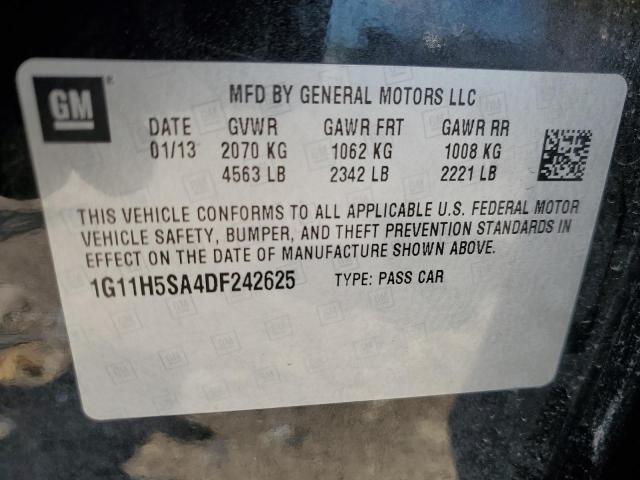 GM
MFD BY GENERAL MOTORS LLC
DATE GVWR GAWR FRT GAWR RR
01/13 2070 KG 1062 KG 1008 KG
4563 LB 2342 LB 2221 LB
THIS VEHICLE CONFORMS TO ALL APPLICABLE U.S. FEDERAL MOTOR
VEHICLE SAFETY, BUMPER, AND THEFT PREVENTION STANDARDS IN
EFFECT ON THE DATE OF MANUFACTURE SHOWN ABOVE.
1G11H5SA4DF242625 TYPE: PASS CAR